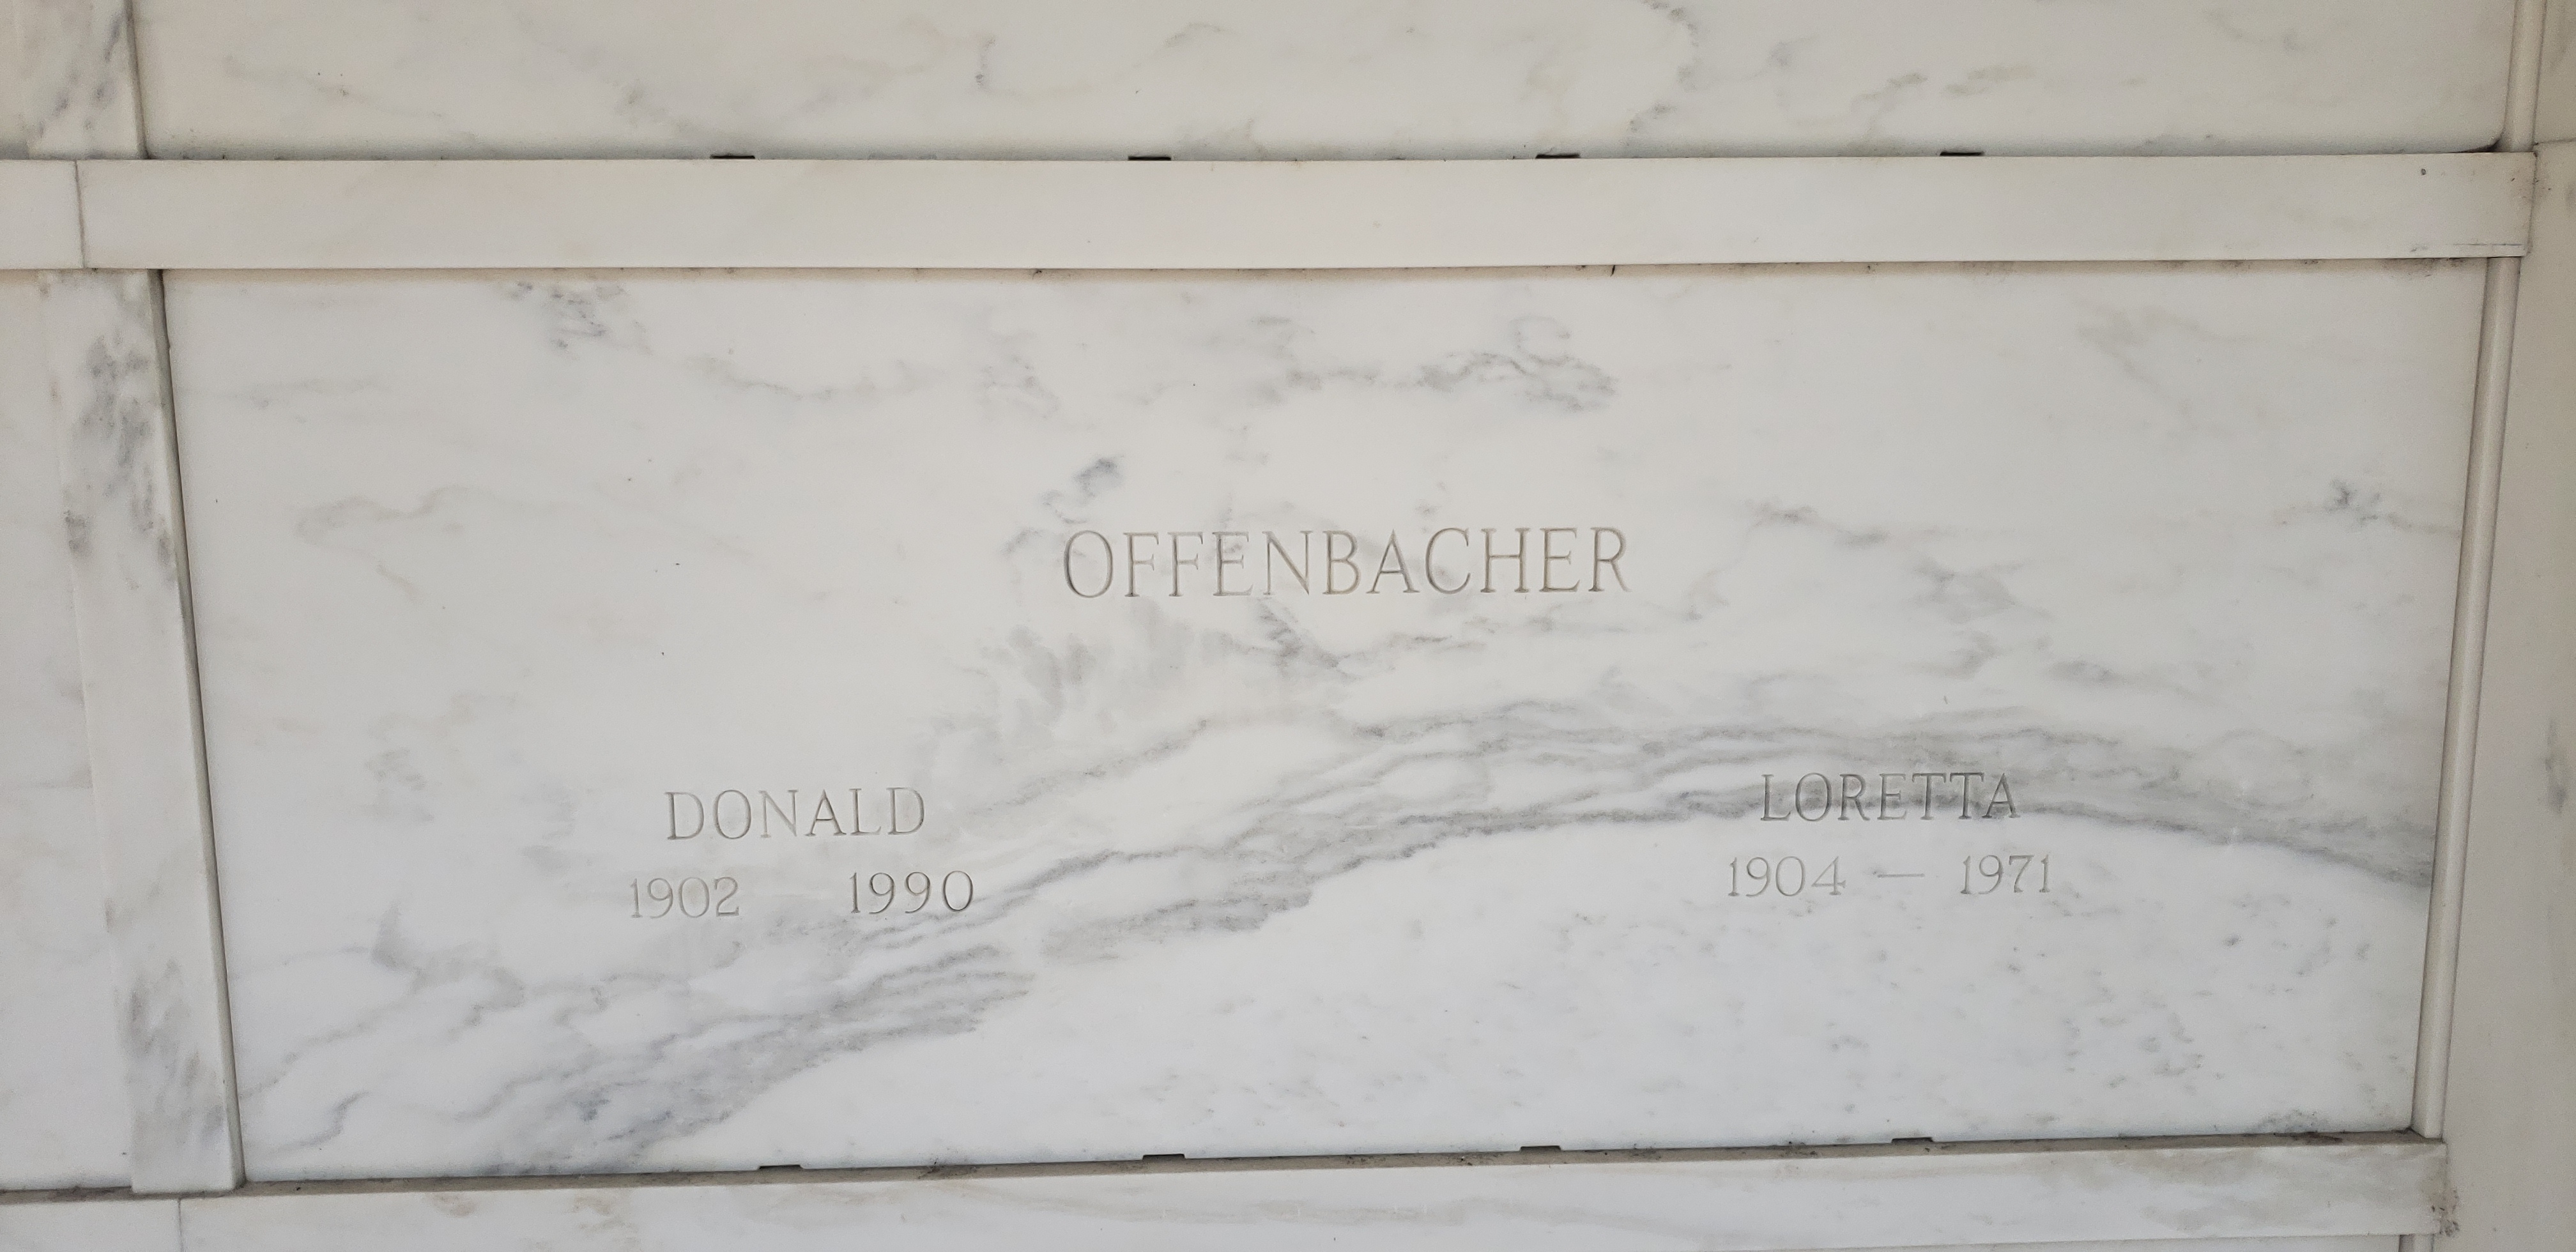 OFFENBACHER
DONALD LORETTA
1902 1990 1904 — 1971